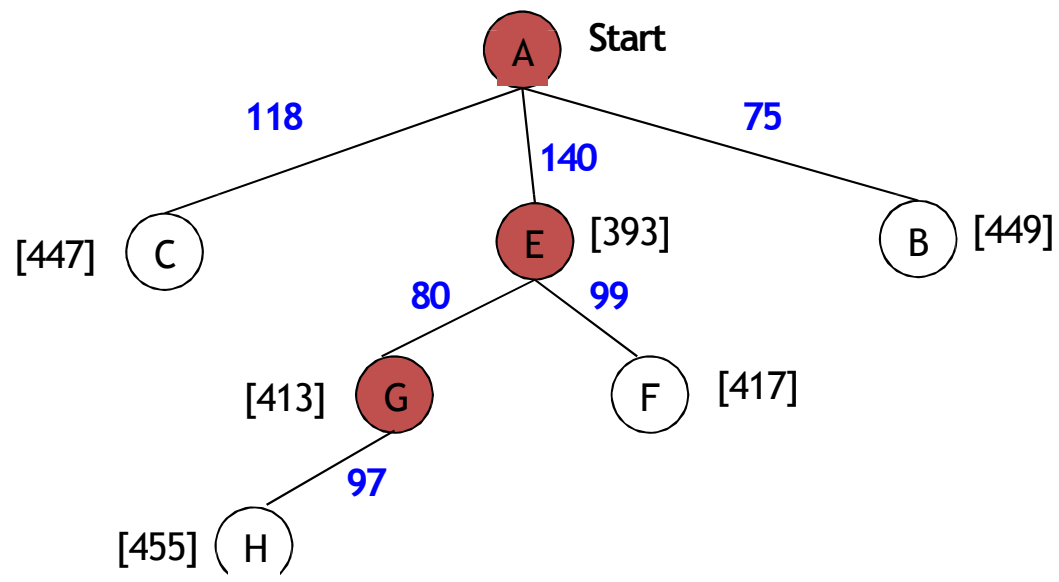 A Start
118
75
140
[447] C
E [393]
B [449]
80
99
[413] G
F [417]
97
[455] H